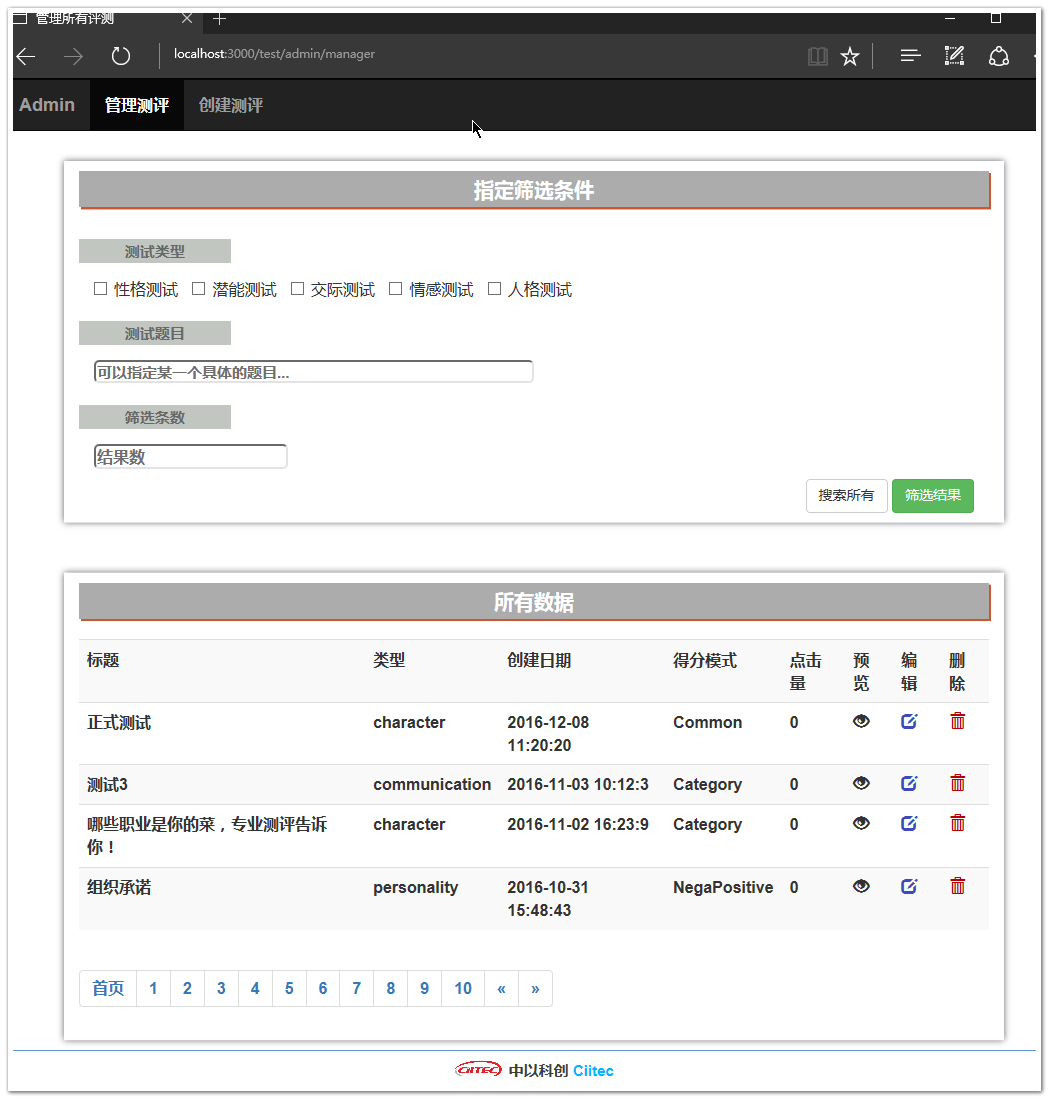 管理所有评测
localhost:3000/test/admin/manager
Admin 管理测评 创建测评
指定筛选条件
测试类型
性格测试 潜能测试 交际测试 情感测试 人格测试
测试题目
可以指定某一个具体的题目...
筛选条数
结果数
搜索所有 筛选结果
所有数据
标题 类型 创建日期 得分模式 点击 预 编 删
量 览 辑 除
正式测试 character 2016-12-08 Common 0
11:20:20
测试3 communication 2016-11-03 10:12:3 Category 0
哪些职业是你的菜，专业测评告诉 character 2016-11-02 16:23:9 Category 0
你！
组织承诺 personality 2016-10-31 NegaPositive 0
15:48:43
首页 1 2 3 4 5 6 7 8 9 10 « »
CIITEC 中以科创 Ciitec